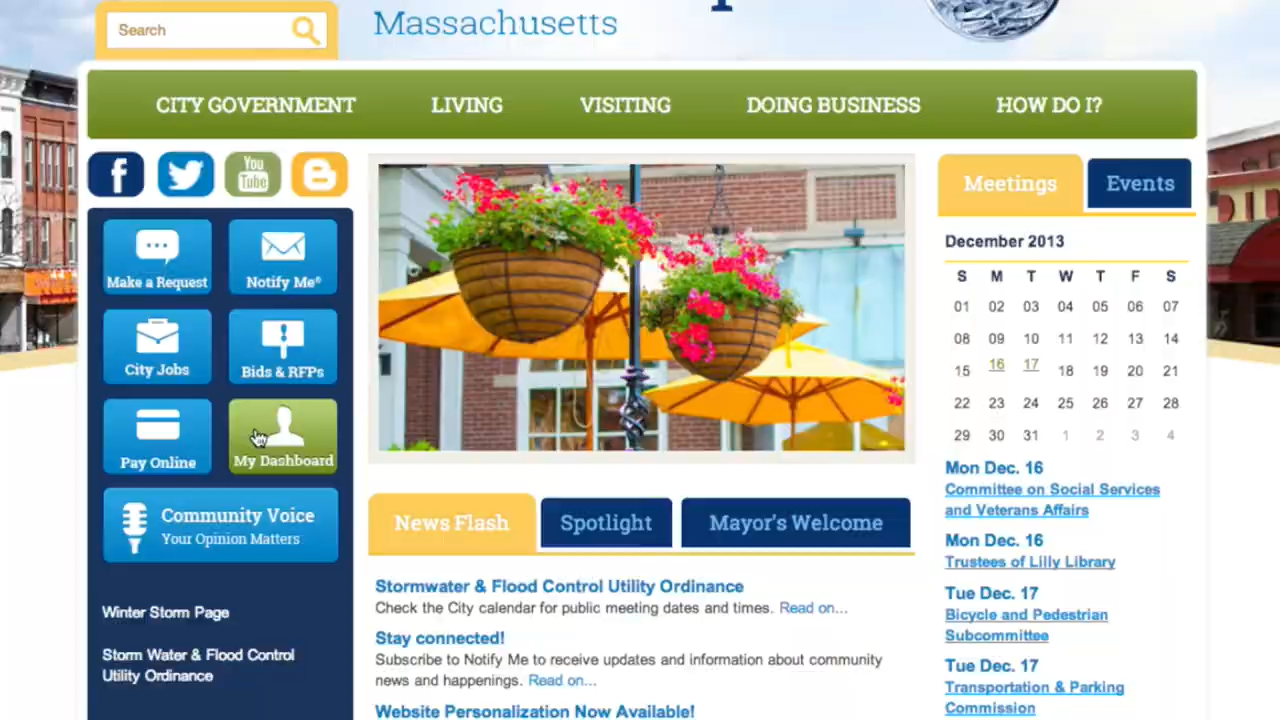 Search
Massachusetts
CITY GOVERNMENT
LIVING
VISITING
DOING BUSINESS
HOW DO I?
You
Tube
Make a Request
Notify Me®
City Jobs
Bids & RFPs
Pay Online
My Dashboard
Community Voice
Your Opinion Matters
Winter Storm Page
Storm Water & Flood Control
Utility Ordinance
News Flash
Spotlight
Mayor's Welcome
Stormwater & Flood Control Utility Ordinance
Check the City calendar for public meeting dates and times. Read on...
Stay connected!
Subscribe to Notify Me to receive updates and information about community
news and happenings. Read on...
Website Personalization Now Available!
Meetings
Events
December 2013
S M T W T F S
01 02 03 04 05 06 07
08 09 10 11 12 13 14
15 16 17 18 19 20 21
22 23 24 25 26 27 28
29 30 31 1 2 3 4
Mon Dec. 16
Committee on Social Services
and Veterans Affairs
Mon Dec. 16
Trustees of Lilly Library
Tue Dec. 17
Bicycle and Pedestrian
Subcommittee
Tue Dec. 17
Transportation & Parking
Commission